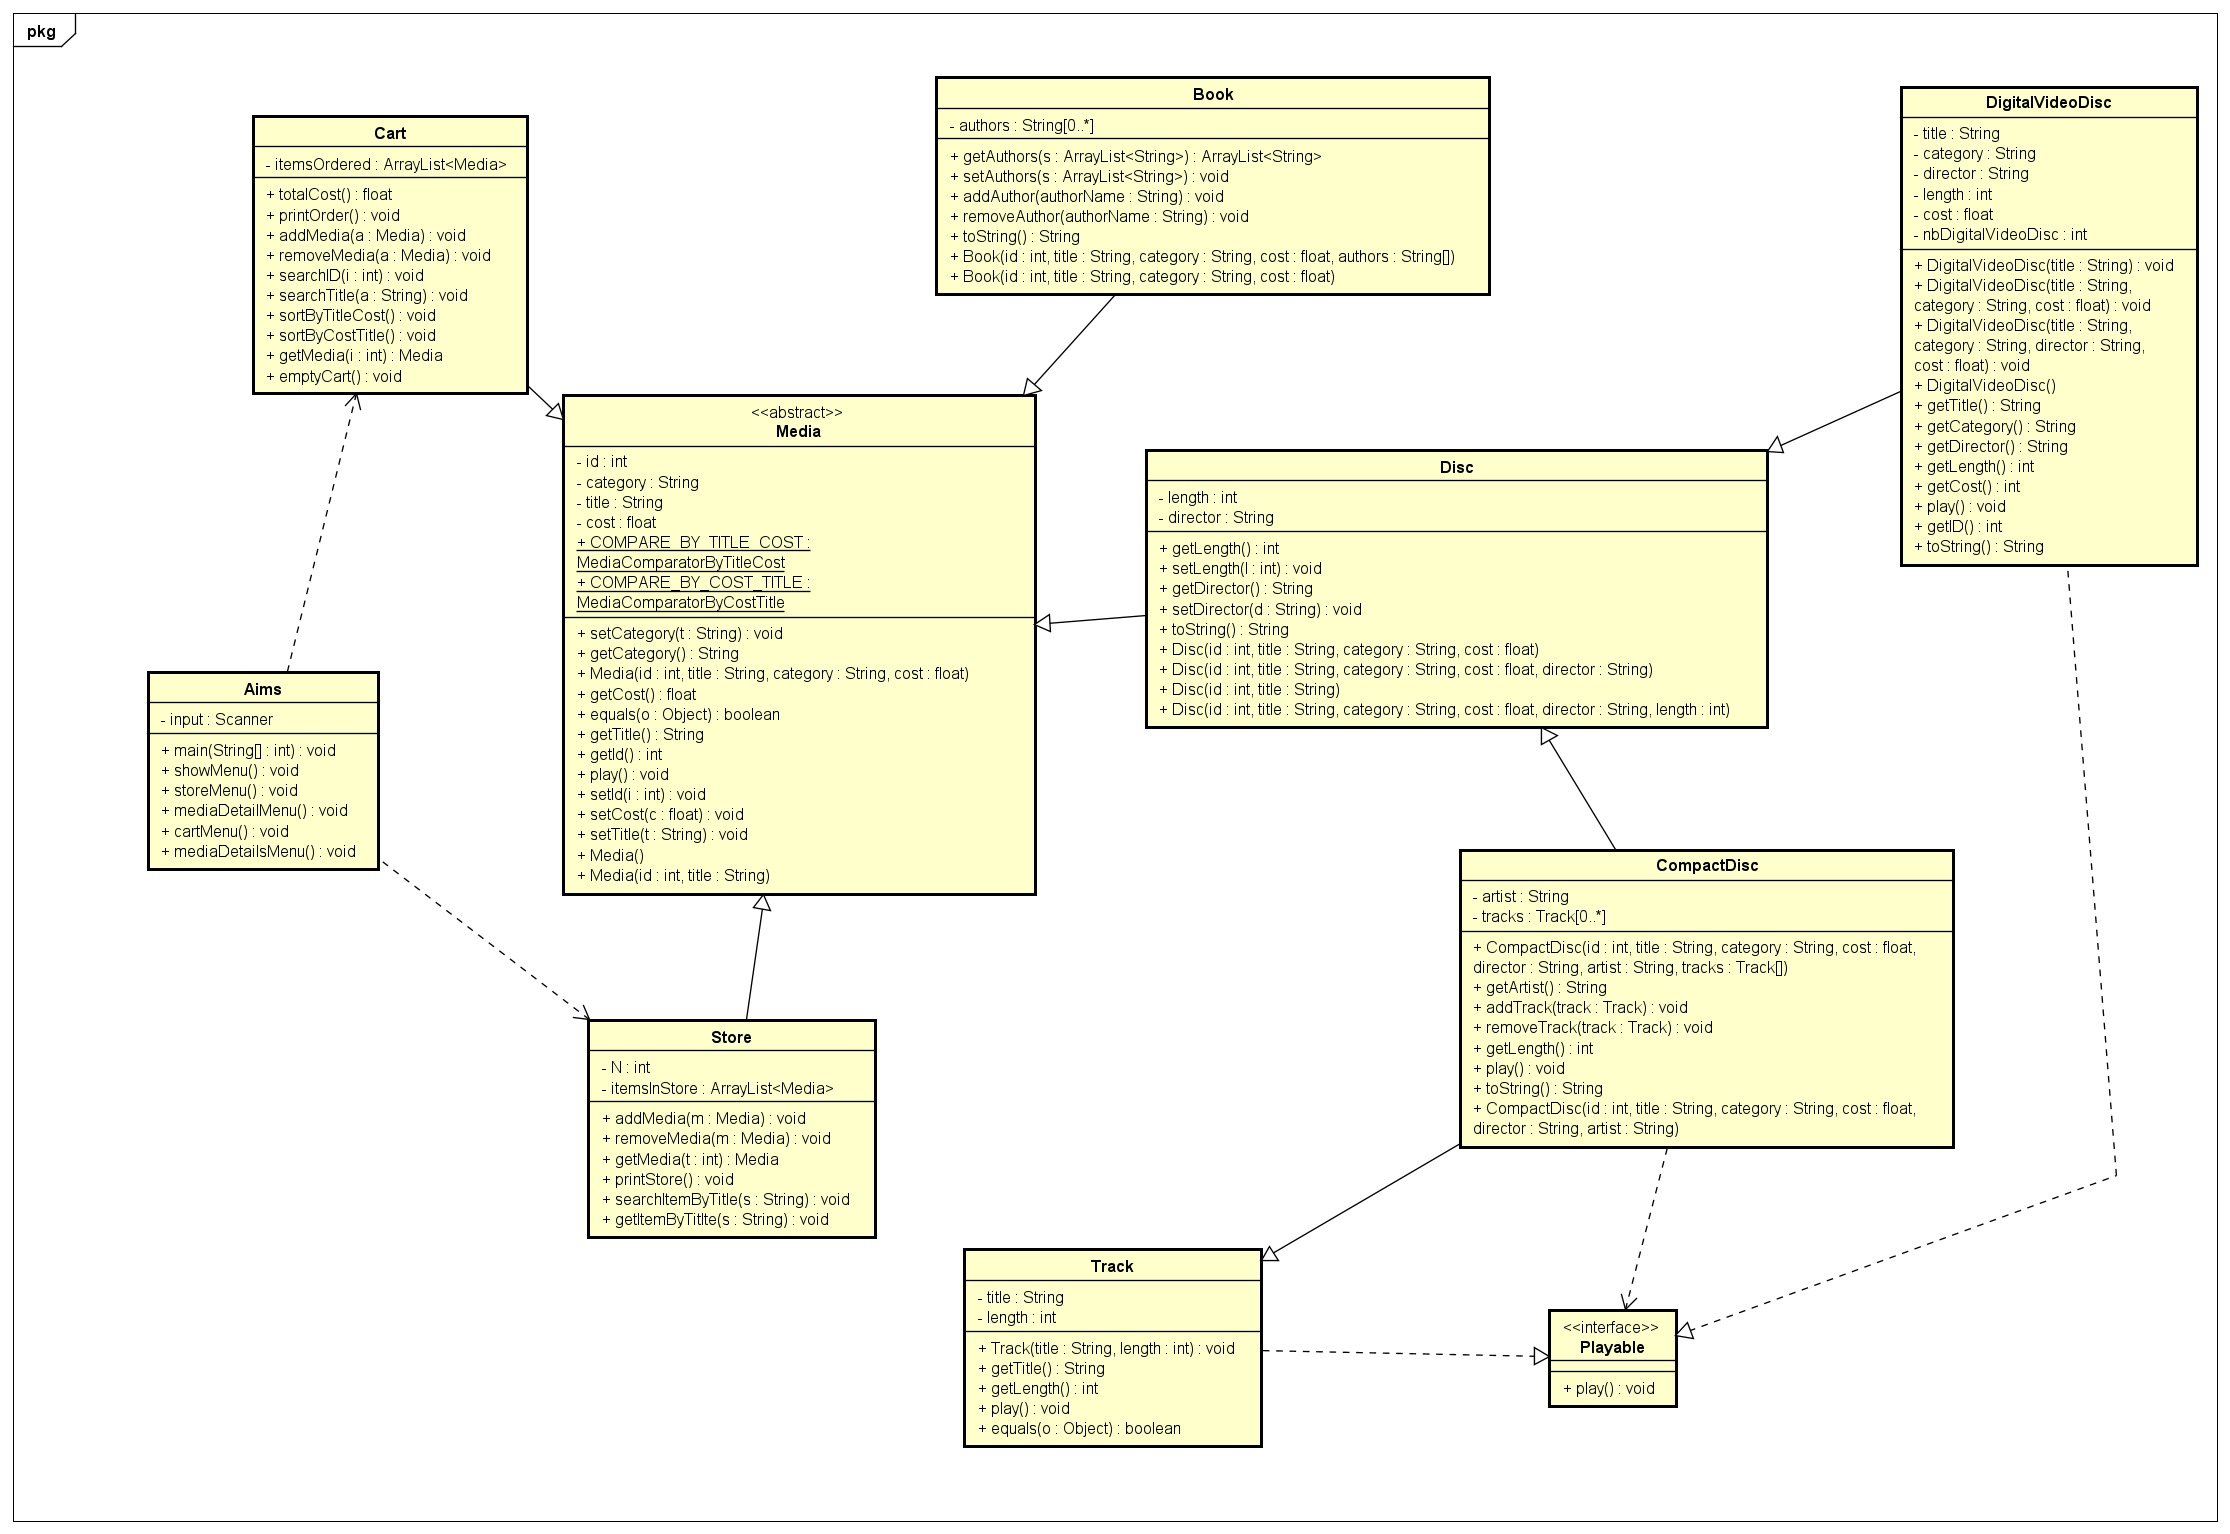 pkg
Cart
- itemsOrdered : ArrayList<Media>
+ totalCost() : float
+ printOrder() : void
+ addMedia(a : Media) : void
+ removeMedia(a : Media) : void
+ searchID(i : int) : void
+ searchTitle(a : String) : void
+ sortByTitleCost() : void
+ sortByCostTitle() : void
+ getMedia(i : int) : Media
+ emptyCart() : void
Book
- authors : String[0..*]
+ getAuthors(s : ArrayList<String>) : ArrayList<String>
+ setAuthors(s : ArrayList<String>) : void
+ addAuthor(authorName : String) : void
+ removeAuthor(authorName : String) : void
+ toString() : String
+ Book(id : int, title : String, category : String, cost : float, authors : String[])
+ Book(id : int, title : String, category : String, cost : float)
DigitalVideoDisc
- title : String
- category : String
- director : String
- length : int
- cost : float
- nbDigitalVideoDisc : int
+ DigitalVideoDisc(title : String) : void
+ DigitalVideoDisc(title : String,
category : String, cost : float) : void
+ DigitalVideoDisc(title : String,
category : String, director : String,
cost : float) : void
+ DigitalVideoDisc()
+ getTitle() : String
+ getCategory() : String
+ getDirector() : String
+ getLength() : int
+ getCost() : int
+ play() : void
+ getID() : int
+ toString() : String
<<abstract>>
Media
- id : int
- category : String
- title : String
- cost : float
+ COMPARE_BY_TITLE_COST :
MediaComparatorByTitleCost
+ COMPARE_BY_COST_TITLE :
MediaComparatorByCostTitle
+ setCategory(t : String) : void
+ getCategory() : String
+ Media(id : int, title : String, category : String, cost : float)
+ getCost() : float
+ equals(o : Object) : boolean
+ getTitle() : String
+ getId() : int
+ play() : void
+ setId(i : int) : void
+ setCost(c : float) : void
+ setTitle(t : String) : void
+ Media()
+ Media(id : int, title : String)
Disc
- length : int
- director : String
+ getLength() : int
+ setLength(l : int) : void
+ getDirector() : String
+ setDirector(d : String) : void
+ toString() : String
+ Disc(id : int, title : String, category : String, cost : float)
+ Disc(id : int, title : String, category : String, cost : float, director : String)
+ Disc(id : int, title : String)
+ Disc(id : int, title : String, category : String, cost : float, director : String, length : int)
Aims
- input : Scanner
+ main(String[] : int) : void
+ showMenu() : void
+ storeMenu() : void
+ mediaDetailMenu() : void
+ cartMenu() : void
+ mediaDetailsMenu() : void
CompactDisc
- artist : String
- tracks : Track[0..*]
+ CompactDisc(id : int, title : String, category : String, cost : float,
director : String, artist : String, tracks : Track[])
+ getArtist() : String
+ addTrack(track : Track) : void
+ removeTrack(track : Track) : void
+ getLength() : int
+ play() : void
+ toString() : String
+ CompactDisc(id : int, title : String, category : String, cost : float,
director : String, artist : String)
Store
- N : int
- itemsInStore : ArrayList<Media>
+ addMedia(m : Media) : void
+ removeMedia(m : Media) : void
+ getMedia(t : int) : Media
+ printStore() : void
+ searchItemByTitle(s : String) : void
+ getItemByTitlte(s : String) : void
Track
- title : String
- length : int
+ Track(title : String, length : int) : void
+ getTitle() : String
+ getLength() : int
+ play() : void
+ equals(o : Object) : boolean
<<interface>>
Playable
+ play() : void